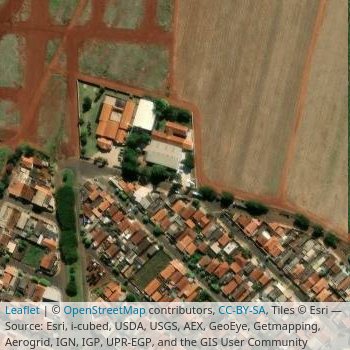 Leaflet | © OpenStreetMap contributors, CC-BY-SA, Tiles © Esri —
Source: Esri, i-cubed, USDA, USGS, AEX, GeoEye, Getmapping,
Aerogrid, IGN, IGP, UPR-EGP, and the GIS User Community